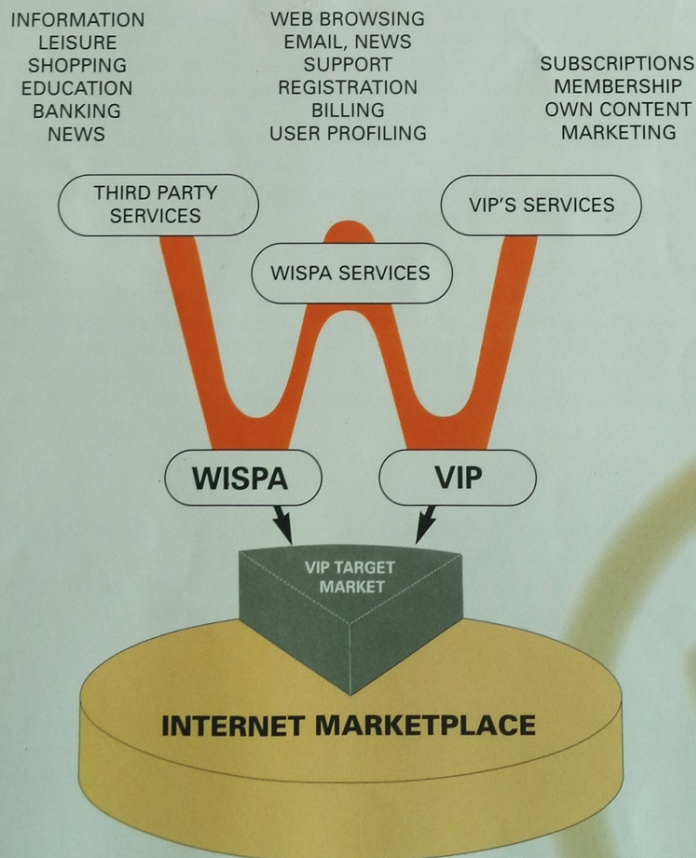 INFORMATION
LEISURE
SHOPPING
EDUCATION
BANKING
NEWS
WEB BROWSING
EMAIL, NEWS
SUPPORT
REGISTRATION
BILLING
USER PROFILING
SUBSCRIPTIONS
MEMBERSHIP
OWN CONTENT
MARKETING
THIRD PARTY
SERVICES
WISPA SERVICES
VIP'S SERVICES
WISPA
VIP
VIP TARGET
MARKET
INTERNET MARKETPLACE